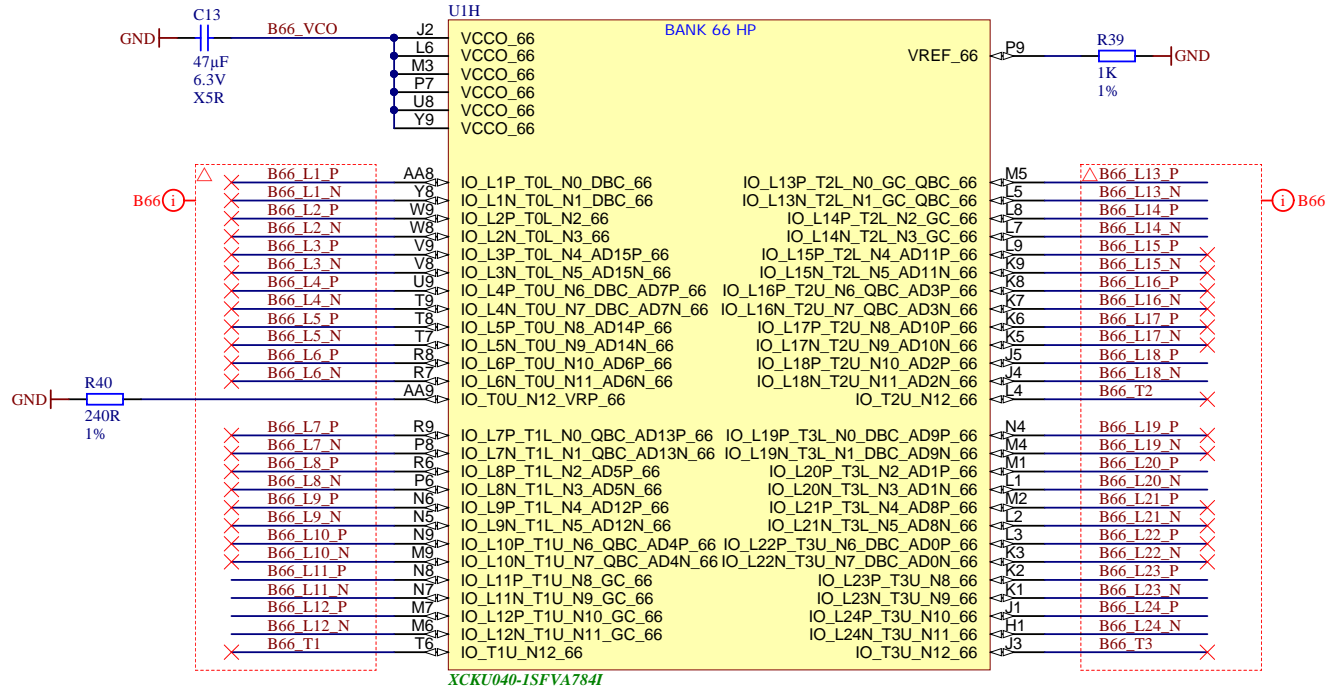 U1H
BANK 66 HP
C13
GND
47µF
6.3V
X5R
B66_VCO
J2 VCCO_66
L6 VCCO_66
M3 VCCO_66
P7 VCCO_66
U8 VCCO_66
Y9 VCCO_66
VREF_66 P9
R39
1K
1%
GND
B66 i
B66_L1_P AA8 IO_L1P_T0L_N0_DBC_66
B66_L1_N Y8 IO_L1N_T0L_N1_DBC_66
B66_L2_P W9 IO_L2P_T0L_N2_66
B66_L2_N W8 IO_L2N_T0L_N3_66
B66_L3_P V9 IO_L3P_T0L_N4_AD15P_66
B66_L3_N V8 IO_L3N_T0L_N5_AD15N_66
B66_L4_P U9 IO_L4P_T0U_N6_DBC_AD7P_66
B66_L4_N T9 IO_L4N_T0U_N7_DBC_AD7N_66
B66_L5_P T8 IO_L5P_T0U_N8_AD14P_66
B66_L5_N T7 IO_L5N_T0U_N9_AD14N_66
B66_L6_P R8 IO_L6P_T0U_N10_AD6P_66
B66_L6_N R7 IO_L6N_T0U_N11_AD6N_66
GND
R40
240R
1%
AA9 IO_T0U_N12_VRP_66
B66_L7_P R9 IO_L7P_T1L_N0_QBC_AD13P_66
B66_L7_N P8 IO_L7N_T1L_N1_QBC_AD13N_66
B66_L8_P R6 IO_L8P_T1L_N2_AD5P_66
B66_L8_N P6 IO_L8N_T1L_N3_AD5N_66
B66_L9_P N6 IO_L9P_T1L_N4_AD12P_66
B66_L9_N N5 IO_L9N_T1L_N5_AD12N_66
B66_L10_P N9 IO_L10P_T1U_N6_QBC_AD4P_66
B66_L10_N M9 IO_L10N_T1U_N7_QBC_AD4N_66
B66_L11_P N8 IO_L11P_T1U_N8_GC_66
B66_L11_N N7 IO_L11N_T1U_N9_GC_66
B66_L12_P M7 IO_L12P_T1U_N10_GC_66
B66_L12_N M6 IO_L12N_T1U_N11_GC_66
B66_T1 T6 IO_T1U_N12_66
IO_L13P_T2L_N0_GC_QBC_66 M5 B66_L13_P
IO_L13N_T2L_N1_GC_QBC_66 L5 B66_L13_N
IO_L14P_T2L_N2_GC_66 L8 B66_L14_P
IO_L14N_T2L_N3_GC_66 L7 B66_L14_N
IO_L15P_T2L_N4_AD11P_66 L9 B66_L15_P
IO_L15N_T2L_N5_AD11N_66 K9 B66_L15_N
IO_L16P_T2U_N6_QBC_AD3P_66 K8 B66_L16_P
IO_L16N_T2U_N7_QBC_AD3N_66 K7 B66_L16_N
IO_L17P_T2U_N8_AD10P_66 K6 B66_L17_P
IO_L17N_T2U_N9_AD10N_66 K5 B66_L17_N
IO_L18P_T2U_N10_AD2P_66 J5 B66_L18_P
IO_L18N_T2U_N11_AD2N_66 J4 B66_L18_N
IO_T2U_N12_66 L4 B66_T2
IO_L19P_T3L_N0_DBC_AD9P_66 N4 B66_L19_P
IO_L19N_T3L_N1_DBC_AD9N_66 M4 B66_L19_N
IO_L20P_T3L_N2_AD1P_66 M1 B66_L20_P
IO_L20N_T3L_N3_AD1N_66 L1 B66_L20_N
IO_L21P_T3L_N4_AD8P_66 M2 B66_L21_P
IO_L21N_T3L_N5_AD8N_66 L2 B66_L21_N
IO_L22P_T3U_N6_DBC_AD0P_66 L3 B66_L22_P
IO_L22N_T3U_N7_DBC_AD0N_66 K3 B66_L22_N
IO_L23P_T3U_N8_66 K2 B66_L23_P
IO_L23N_T3U_N9_66 K1 B66_L23_N
IO_L24P_T3U_N10_66 J1 B66_L24_P
IO_L24N_T3U_N11_66 H1 B66_L24_N
IO_T3U_N12_66 J3 B66_T3
i B66
XCKU040-1SFVA784I